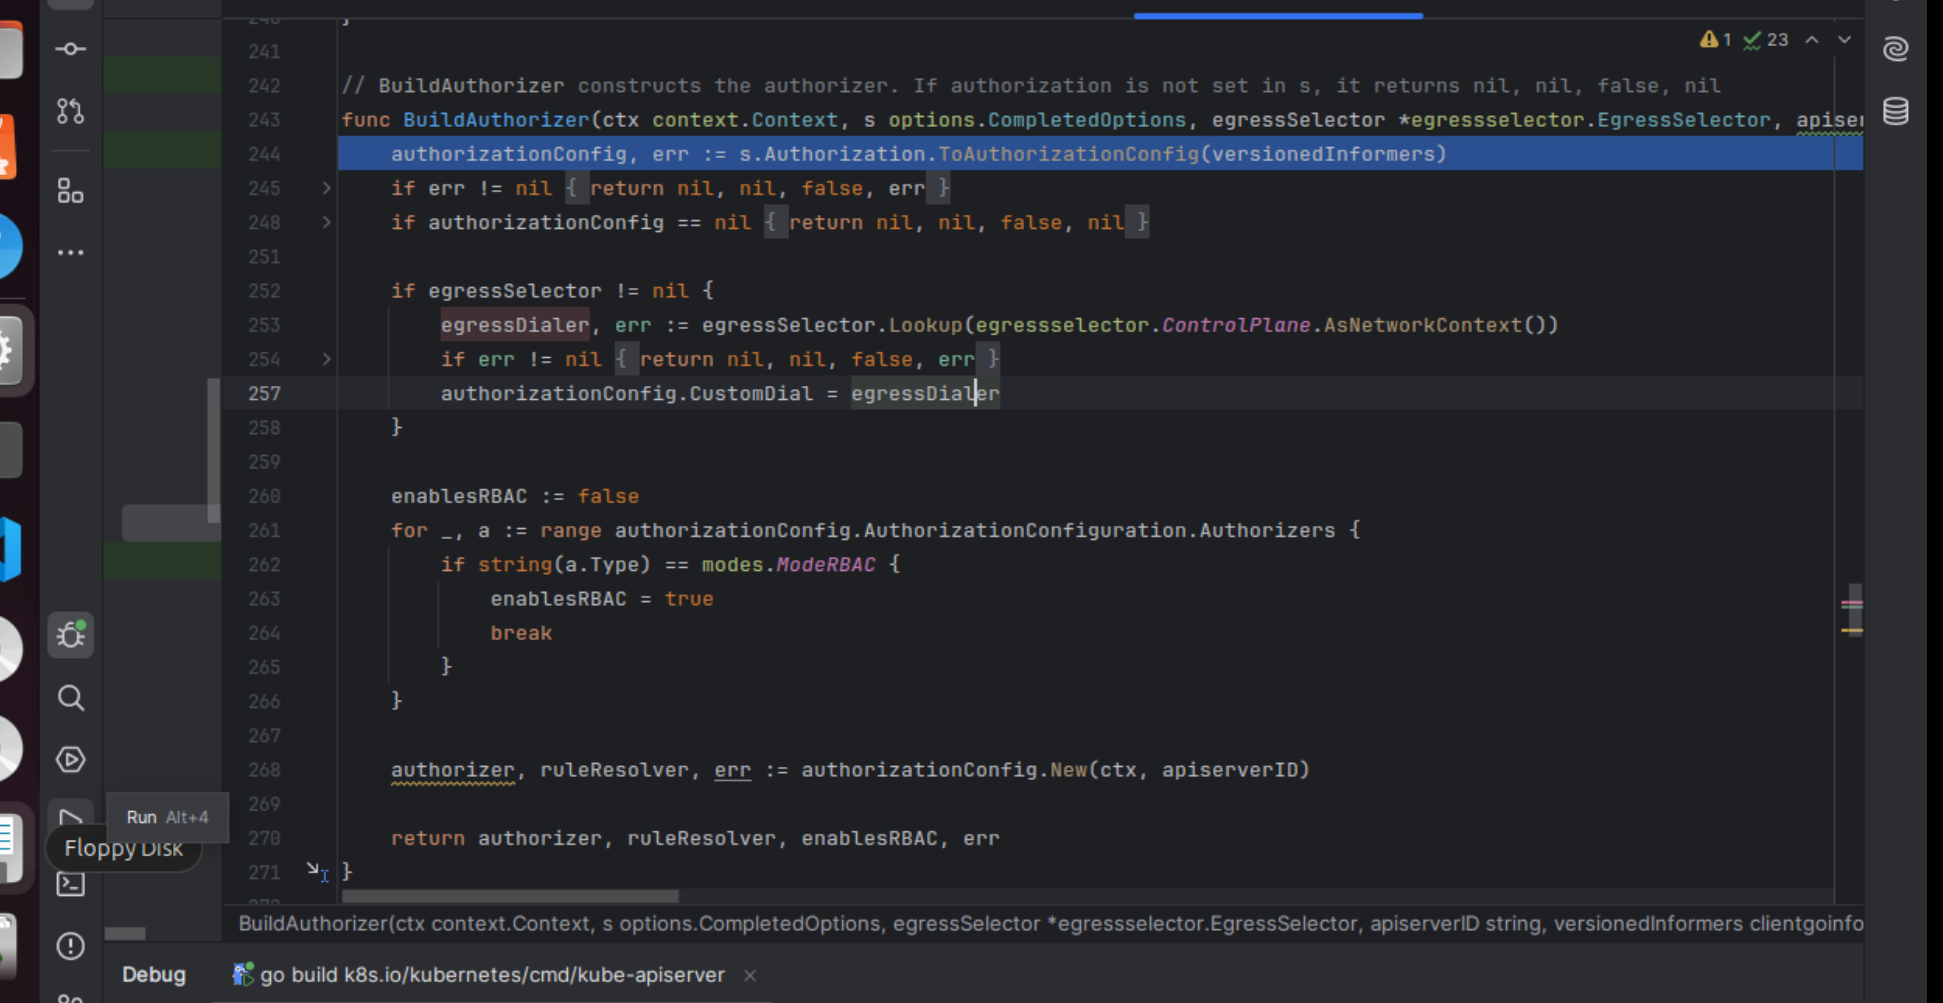 241
1 23
242 // BuildAuthorizer constructs the authorizer. If authorization is not set in s, it returns nil, nil, false, nil
243 func BuildAuthorizer(ctx context.Context, s options.CompletedOptions, egressSelector *egressselector.EgressSelector, apiser
244 authorizationConfig, err := s.Authorization.ToAuthorizationConfig(versionedInformers)
245 if err != nil { return nil, nil, false, err }
248 if authorizationConfig == nil { return nil, nil, false, nil }
251
252 if egressSelector != nil {
253 egressDialer, err := egressSelector.Lookup(egressselector.ControlPlane.AsNetworkContext())
254 if err != nil { return nil, nil, false, err }
257 authorizationConfig.CustomDial = egressDialer
258 }
259
260 enablesRBAC := false
261 for _, a := range authorizationConfig.AuthorizationConfiguration.Authorizers {
262 if string(a.Type) == modes.ModeRBAC {
263 enablesRBAC = true
264 break
265 }
266 }
267
268 authorizer, ruleResolver, err := authorizationConfig.New(ctx, apiserverID)
269
270 return authorizer, ruleResolver, enablesRBAC, err
271 }
Run Alt+4
Floppy Disk
BuildAuthorizer(ctx context.Context, s options.CompletedOptions, egressSelector *egressselector.EgressSelector, apiserverID string, versionedInformers clientgoinfo
Debug go build k8s.io/kubernetes/cmd/kube-apiserver ×